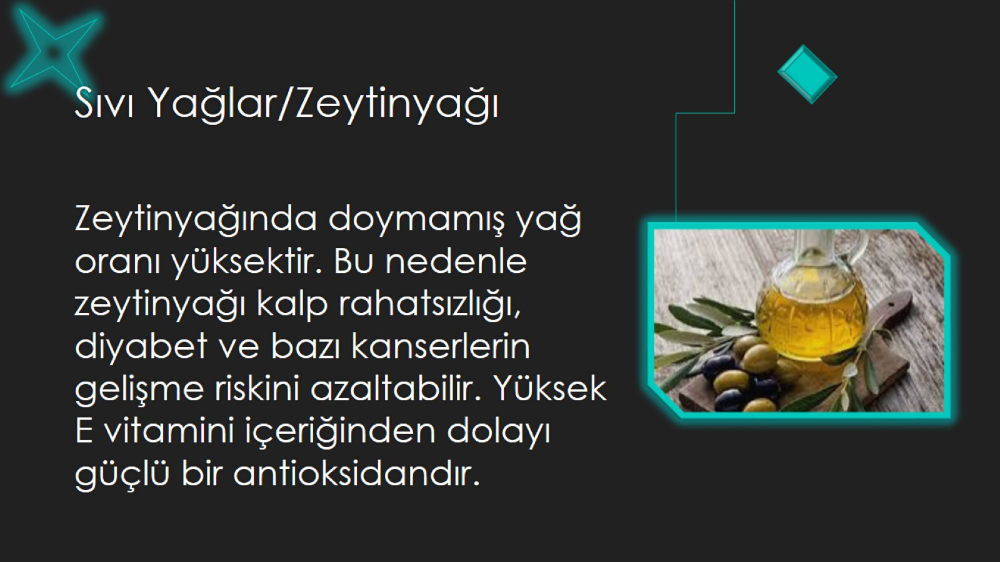 Sıvı Yağlar/Zeytinyağı
Zeytinyağında doymamış yağ
oranı yüksektir. Bu nedenle
zeytinyağı kalp rahatsızlığı,
diyabet ve bazı kanserlerin
gelişme riskini azaltabilir. Yüksek
E vitamini içeriğinden dolayı
güçlü bir antioksidandır.